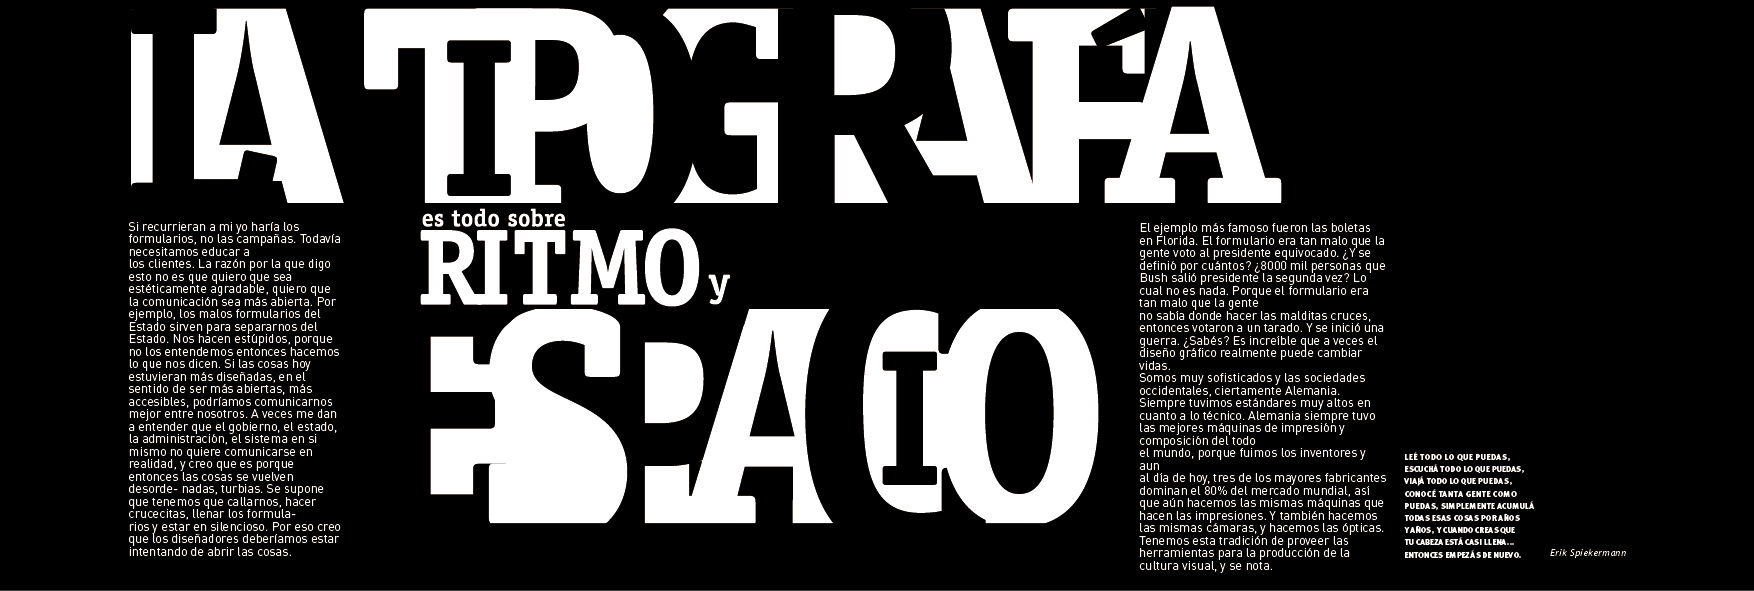 LA TIPOGRAFÍA
es todo sobre
RITMO y
ESPACIO
Si recurrieran a mi yo haría los
formularios, no las campañas. Todavía
necesitamos educar a
los clientes. La razón por la que digo
esto no es que quiero que sea
estéticamente agradable, quiero que
la comunicación sea más abierta. Por
ejemplo, los malos formularios del
Estado sirven para separarnos del
Estado. Nos hacen estúpidos, porque
no los entendemos entonces hacemos
lo que nos dicen. Si las cosas hoy
estuvieran más diseñadas, en el
sentido de ser más abiertas, más
accesibles, podríamos comunicarnos
mejor entre nosotros. A veces me dan
a entender que el gobierno, el estado,
la administración, el sistema en si
mismo no quiere comunicarse en
realidad, y creo que es porque
entonces las cosas se vuelven
desorde- nadas, turbias. Se supone
que tenemos que callarnos, hacer
crucecitas, llenar los formula-
rios y estar en silencioso. Por eso creo
que los diseñadores deberíamos estar
intentando de abrir las cosas.
El ejemplo más famoso fueron las boletas
en Florida. El formulario era tan malo que la
gente voto al presidente equivocado. ¿Y se
definió por cuántos? ¿8000 mil personas que
Bush salió presidente la segunda vez? Lo
cual no es nada. Porque el formulario era
tan malo que la gente
no sabía donde hacer las malditas cruces,
entonces votaron a un tarado. Y se inició una
guerra. ¿Sabés? Es increíble que a veces el
diseño gráfico realmente puede cambiar
vidas.
Somos muy sofisticados y las sociedades
occidentales, ciertamente Alemania.
Siempre tuvimos estándares muy altos en
cuanto a lo técnico. Alemania siempre tuvo
las mejores máquinas de impresión y
composición del todo
el mundo, porque fuimos los inventores y
aun
al día de hoy, tres de los mayores fabricantes
dominan el 80% del mercado mundial, así
que aún hacemos las mismas máquinas que
hacen las impresiones. Y también hacemos
las mismas cámaras, y hacemos las ópticas.
Tenemos esta tradición de proveer las
herramientas para la producción de la
cultura visual, y se nota.
LEÉ TODO LO QUE PUEDAS,
ESCUCHÁ TODO LO QUE PUEDAS,
VIAJÁ TODO LO QUE PUEDAS,
CONOCÉ TANTA GENTE COMO
PUEDAS, SIMPLEMENTE ACUMULÁ
TODAS ESAS COSAS POR AÑOS
Y AÑOS, Y CUANDO CREAS QUE
TU CABEZA ESTÁ CASI LLENA...
ENTONCES EMPEZÁS DE NUEVO.
Erik Spiekermann